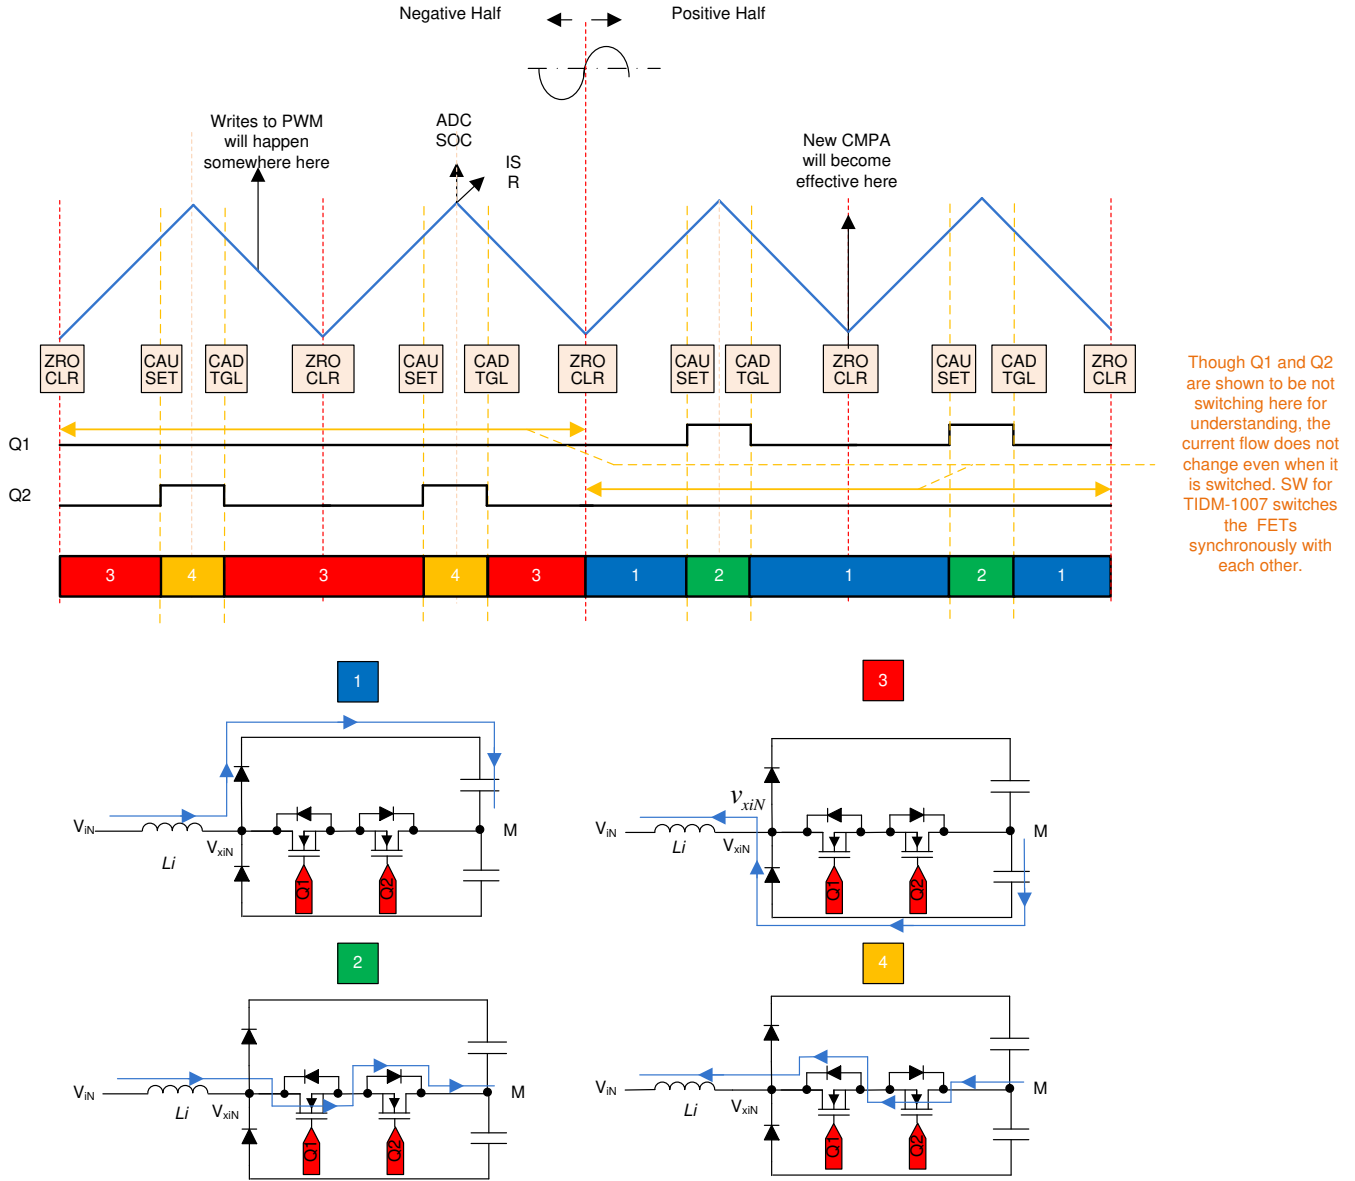 Negative Half
Positive Half
Writes to PWM
will happen
somewhere here
ADC
SOC
IS
R
New CMPA
will become
effective here
ZRO
CLR
CAU
SET
CAD
TGL
ZRO
CLR
CAU
SET
CAD
TGL
ZRO
CLR
CAU
SET
CAD
TGL
ZRO
CLR
CAU
SET
CAD
TGL
ZRO
CLR
Though Q1 and Q2
are shown to be not
switching here for
understanding, the
current flow does not
change even when it
is switched. SW for
TIDM-1007 switches
the FETs
synchronously with
each other.
Q1
Q2
3 4 3 4 3 1 2 1 2 1
1
ViN
Li
VxiN
Q1
Q2
M
3
vxiN
ViN
Li
VxiN
Q1
Q2
M
2
ViN
Li
VxiN
Q1
Q2
M
4
ViN
Li
VxiN
Q1
Q2
M